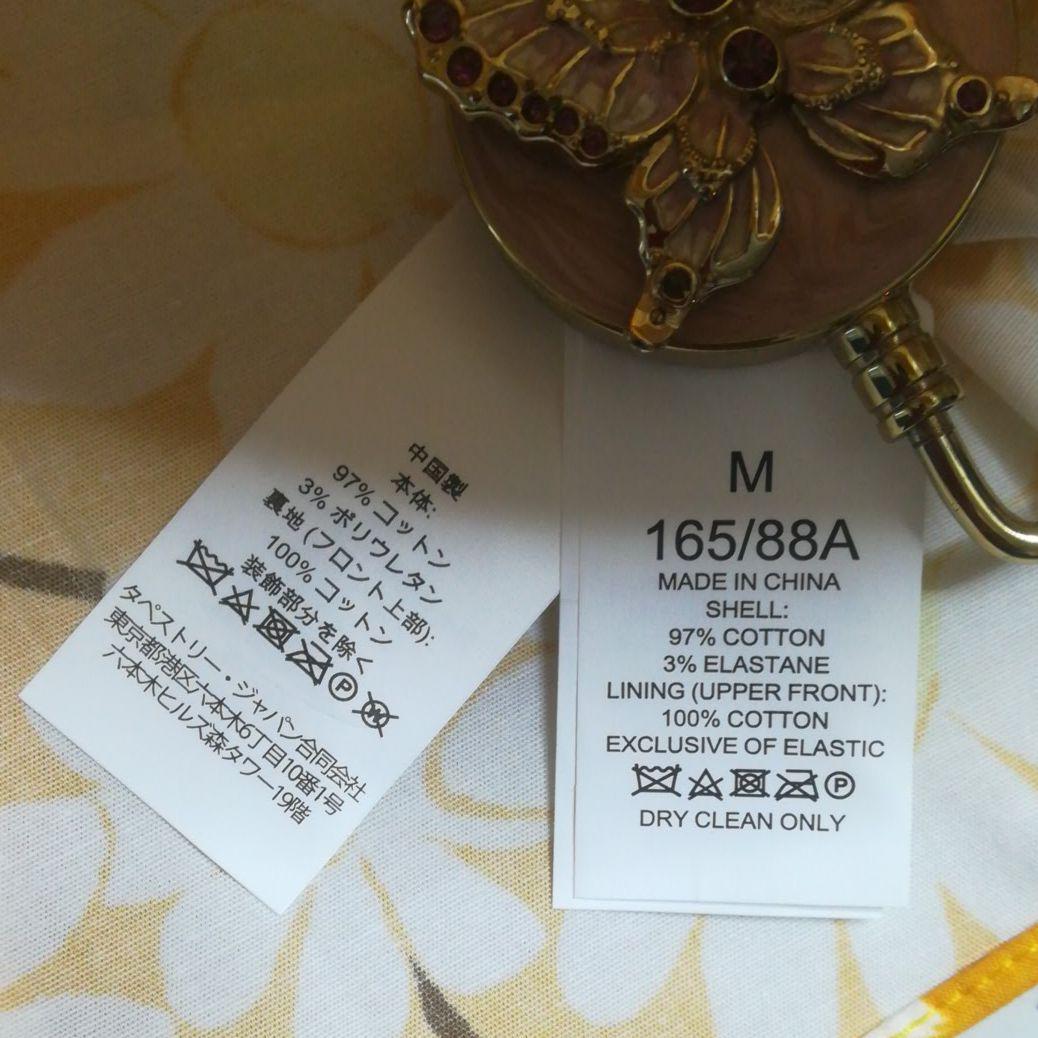 中国製
本体:
97% コットン
3% ポリウレタン
裏地 (フロント上部):
100% コットン
装飾部分を除く
P
W
タペストリー・ジャパン合同会社
東京都港区六本木6丁目10番1号
六本木ヒルズ森タワー19階
M
165/88A
MADE IN CHINA
SHELL:
97% COTTON
3% ELASTANE
LINING (UPPER FRONT):
100% COTTON
EXCLUSIVE OF ELASTIC
P
DRY CLEAN ONLY